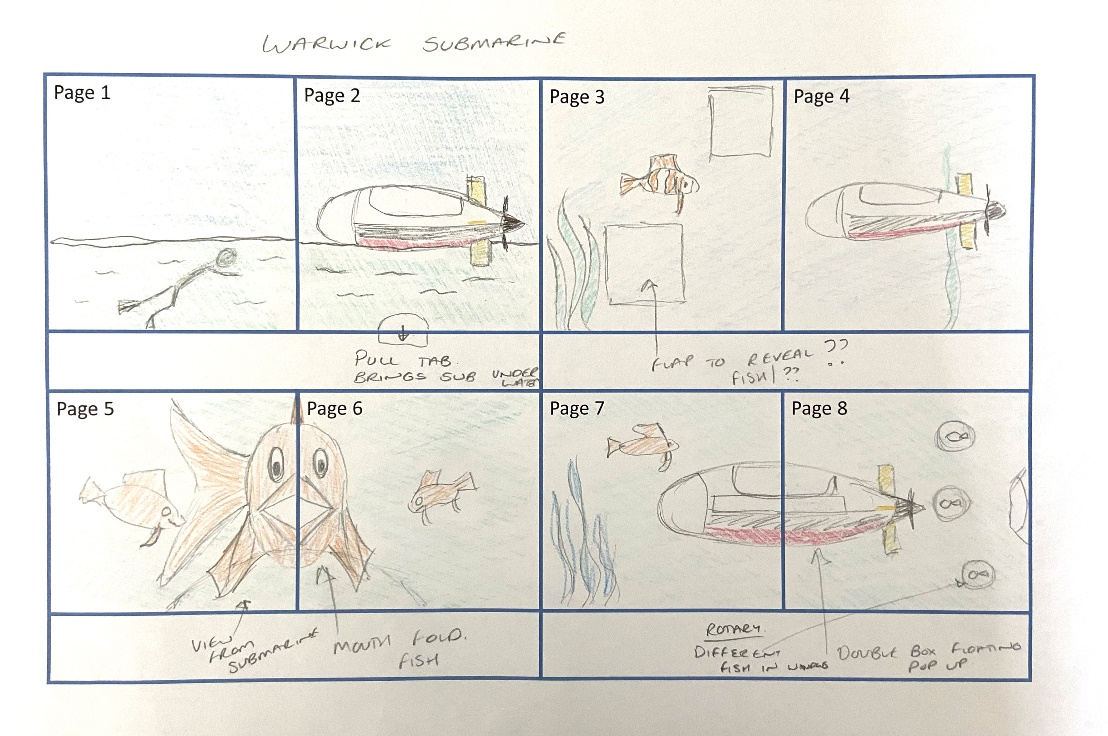 WARWICK SUBMARINE
Page 1
Page 2
Page 3
Page 4
PULL TAB.
BRINGS SUB UNDER
WATER
FLAP TO REVEAL ??
FISH/??
Page 5
Page 6
Page 7
Page 8
VIEW
FROM
SUBMARINE
MOUTH FOLD.
FISH
ROTARY.
DIFFERENT
FISH IN
DOUBLE BOX FLOATING
POP UP